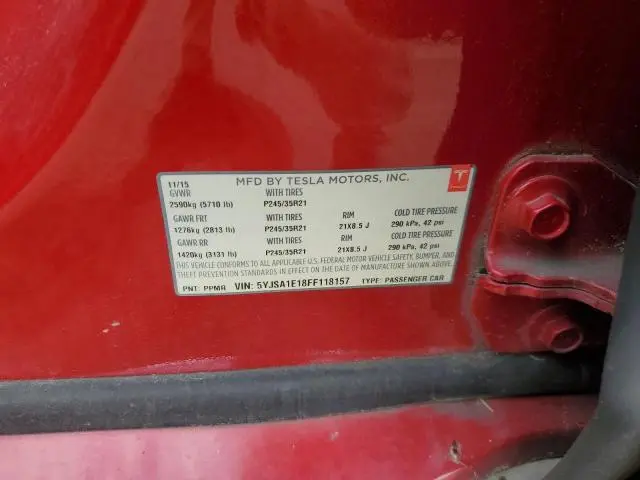 11/15 MFD BY TESLA MOTORS, INC.
GVWR WITH TIRES
2590kg (5710 lb) P245/35R21
GAWR FRT WITH TIRES RIM COLD TIRE PRESSURE
1276kg (2813 lb) P245/35R21 21X8.5 J 290 kPa, 42 psi
GAWR RR WITH TIRES RIM COLD TIRE PRESSURE
1420kg (3131 lb) P245/35R21 21X8.5 J 290 kPa, 42 psi
THIS VEHICLE CONFORMS TO ALL APPLICABLE U.S. FEDERAL MOTOR VEHICLE SAFETY, BUMPER, AND
THEFT PREVENTION STANDARDS IN EFFECT ON THE DATE OF MANUFACTURE SHOWN ABOVE.
PNT: PPMR VIN: 5YJSA1E18FF118157 TYPE: PASSENGER CAR